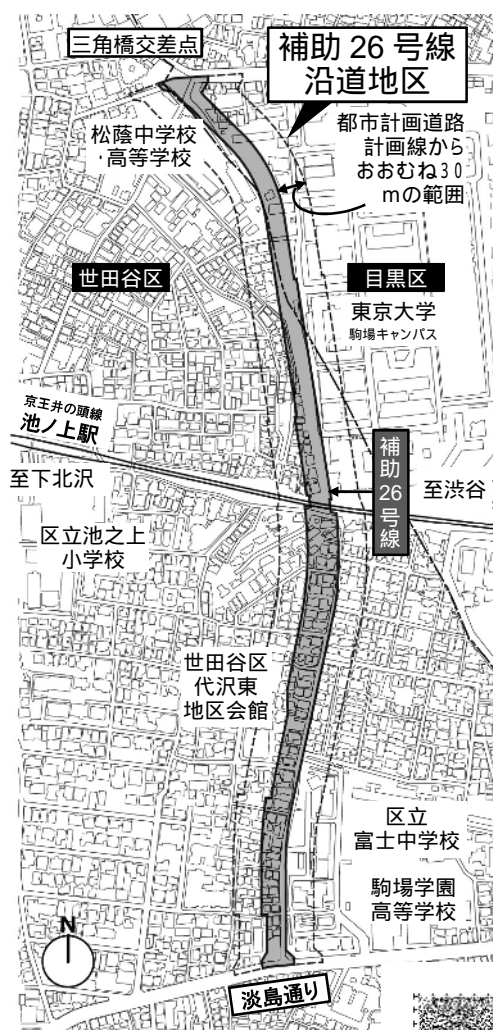 三角橋交差点
補助26号線
沿道地区
都市計画道路
計画線から
おおむね30
mの範囲
松蔭中学校
・高等学校
世田谷区
目黒区
東京大学
駒場キャンパス
京王井の頭線
池ノ上駅
補助26号線
至下北沢
至渋谷
区立池之上
小学校
世田谷区
代沢東
地区会館
区立
富士中学校
駒場学園
高等学校
N
淡島通り